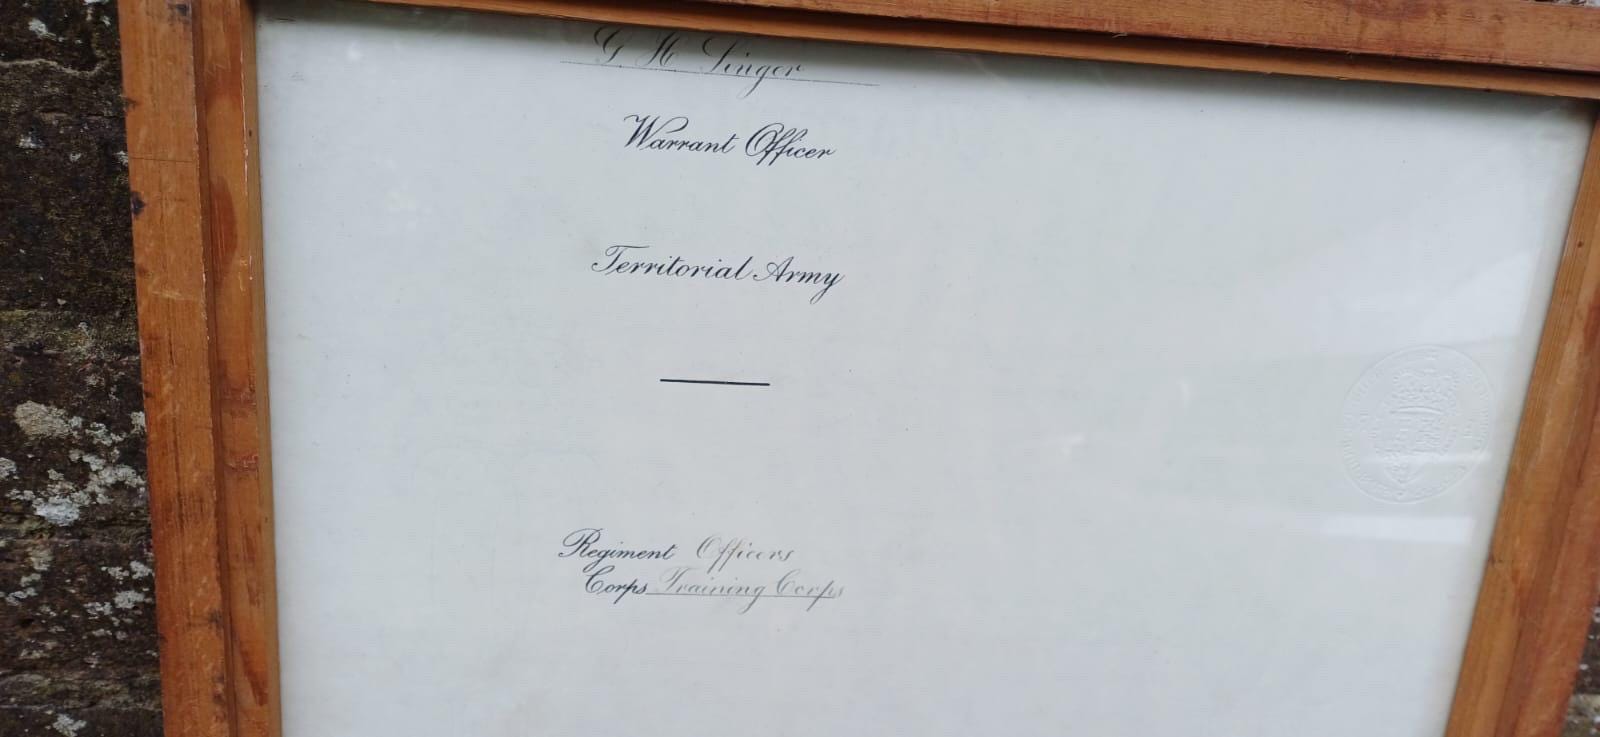 G H Singer
Warrant Officer
Territorial Army
Regiment Officers
Corps Training Corps